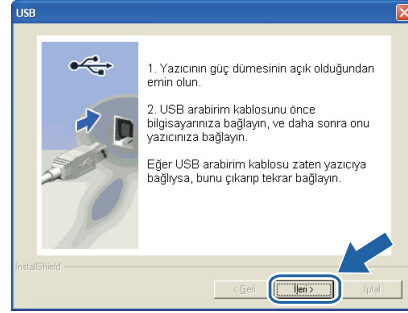 USB
1. Yazıcının güç dümesinin açık olduğundan
emin olun.
2. USB arabirim kablosunu önce
bilgisayarınıza bağlayın, ve daha sonra onu
yazıcınıza bağlayın.
Eğer USB arabirim kablosu zaten yazıcıya
bağlıysa, bunu çıkarıp tekrar bağlayın.
InstallShield
< Geri İleri > İptal